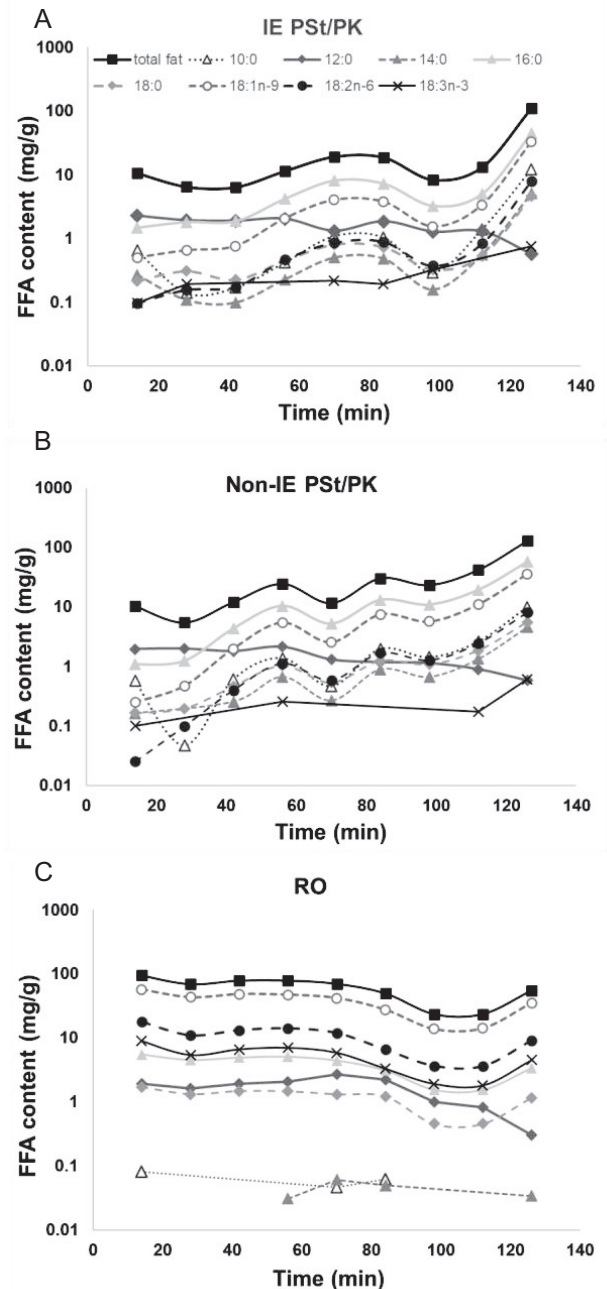 A
IE PSt/PK
total fat 10:0 12:0 14:0 16:0
18:0 18:1n-9 18:2n-6 18:3n-3
1000
100
10
1
0.1
0.01
FFA content (mg/g)
0 20 40 60 80 100 120 140
Time (min)
B
Non-IE PSt/PK
1000
100
10
1
0.1
0.01
FFA content (mg/g)
0 20 40 60 80 100 120 140
Time (min)
C
RO
1000
100
10
1
0.1
0.01
FFA content (mg/g)
0 20 40 60 80 100 120 140
Time (min)